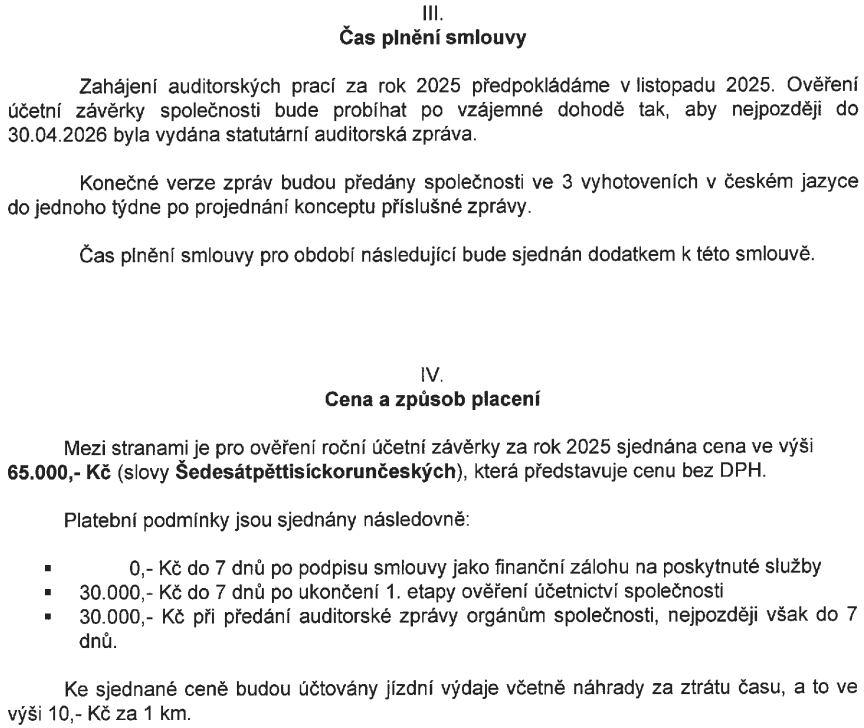 III.
Čas plnění smlouvy
Zahájení auditorských prací za rok 2025 předpokládáme v listopadu 2025. Ověření
účetní závěrky společnosti bude probíhat po vzájemné dohodě tak, aby nejpozději do
30.04.2026 byla vydána statutární auditorská zpráva.
Konečné verze zpráv budou předány společnosti ve 3 vyhotoveních v českém jazyce
do jednoho týdne po projednání konceptu příslušné zprávy.
Čas plnění smlouvy pro období následující bude sjednán dodatkem k této smlouvě.
IV.
Cena a způsob placení
Mezi stranami je pro ověření roční účetní závěrky za rok 2025 sjednána cena ve výši
65.000,- Kč (slovy Šedesátpěttisíckorunčeských), která představuje cenu bez DPH.
Platební podmínky jsou sjednány následovně:
▪ 0,- Kč do 7 dnů po podpisu smlouvy jako finanční zálohu na poskytnuté služby
▪ 30.000,- Kč do 7 dnů po ukončení 1. etapy ověření účetnictví společnosti
▪ 30.000,- Kč při předání auditorské zprávy orgánům společnosti, nejpozději však do 7
dnů.
Ke sjednané ceně budou účtovány jízdní výdaje včetně náhrady za ztrátu času, a to ve
výši 10,- Kč za 1 km.